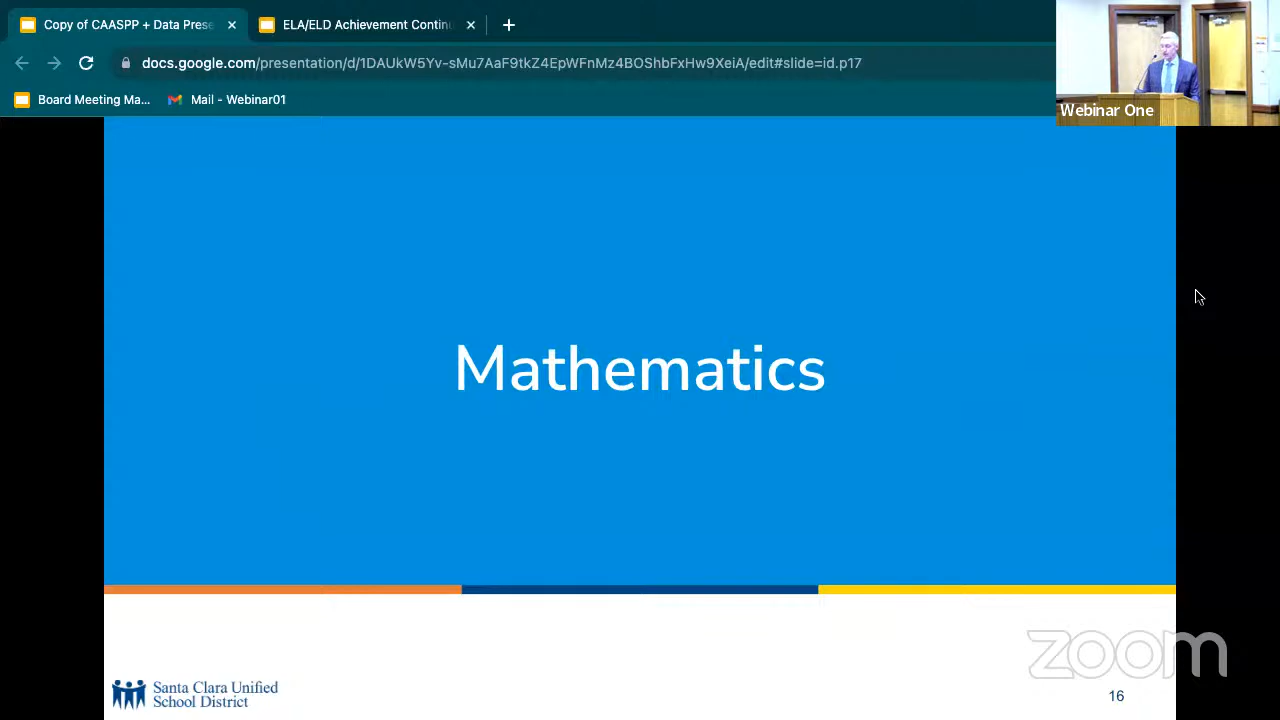 Copy of CAASPP + Data Prese
ELA/ELD Achievement Continu
docs.google.com/presentation/d/1DAUkW5Yv-sMu7AaF9tkZ4EpWFnMz4BOShbFxHw9XeiA/edit#slide=id.p17
Board Meeting Ma...
Mail - Webinar01
Webinar One
Mathematics
zoom
Santa Clara Unified
School District
16